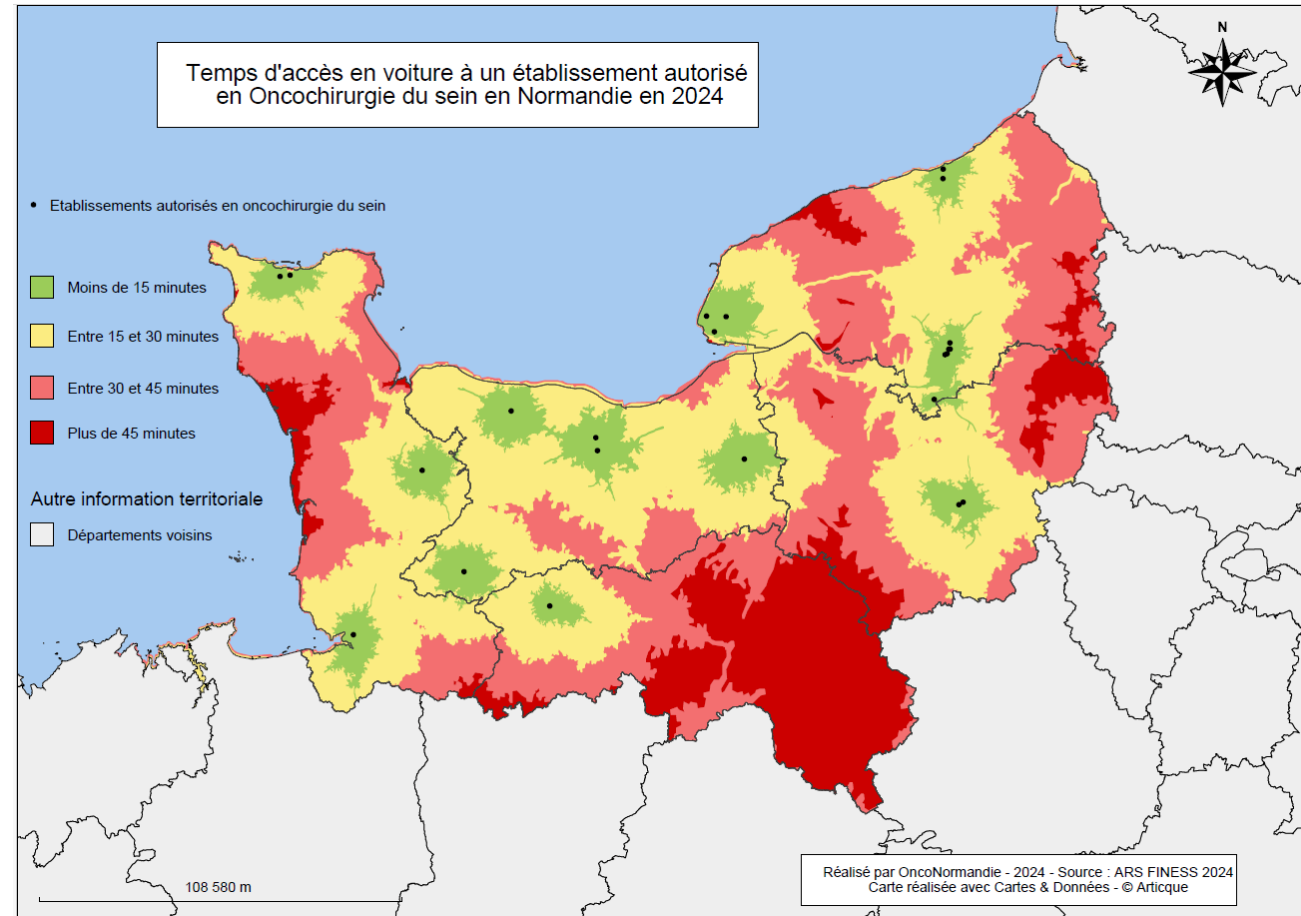 Temps d'accès en voiture à un établissement autorisé
en Oncochirurgie du sein en Normandie en 2024
N
Etablissements autorisés en oncochirurgie du sein
Moins de 15 minutes
Entre 15 et 30 minutes
Entre 30 et 45 minutes
Plus de 45 minutes
Autre information territoriale
Départements voisins
108 580 m
Réalisé par OncoNormandie - 2024 - Source : ARS FINESS 2024
Carte réalisée avec Cartes & Données - © Articque